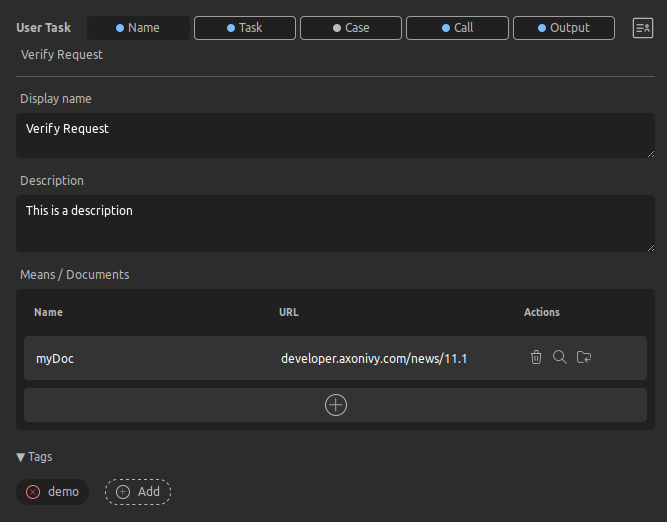 User Task Name Task Case Call Output
Verify Request
Display name
Verify Request
Description
This is a description
Means / Documents
Name URL Actions
myDoc developer.axonivy.com/news/11.1
Tags
demo Add